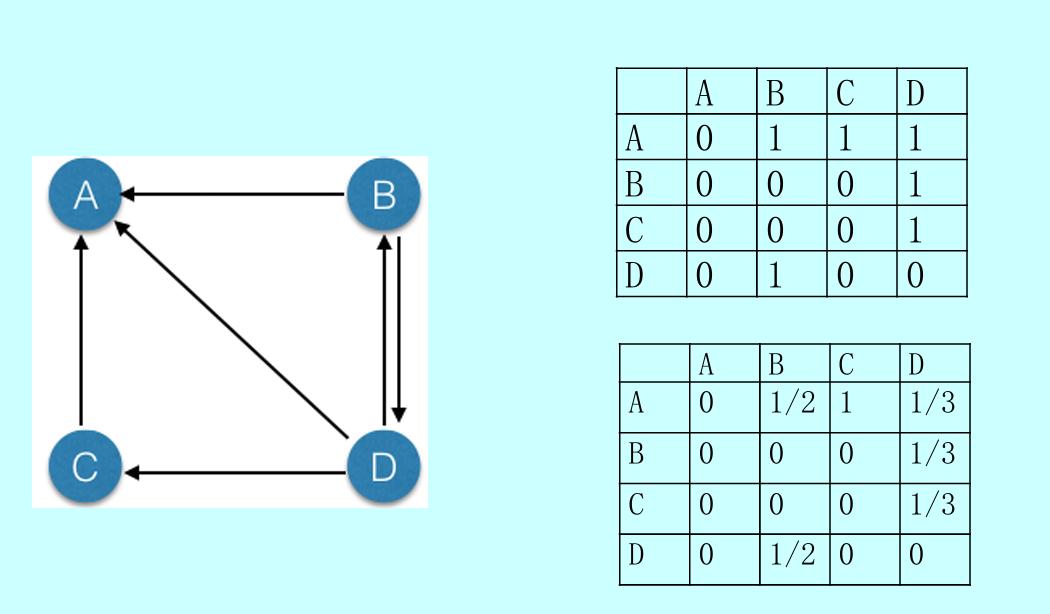 A B
C D
A B C D
A 0 1 1 1
B 0 0 0 1
C 0 0 0 1
D 0 1 0 0
A B C D
A 0 1/2 1 1/3
B 0 0 0 1/3
C 0 0 0 1/3
D 0 1/2 0 0